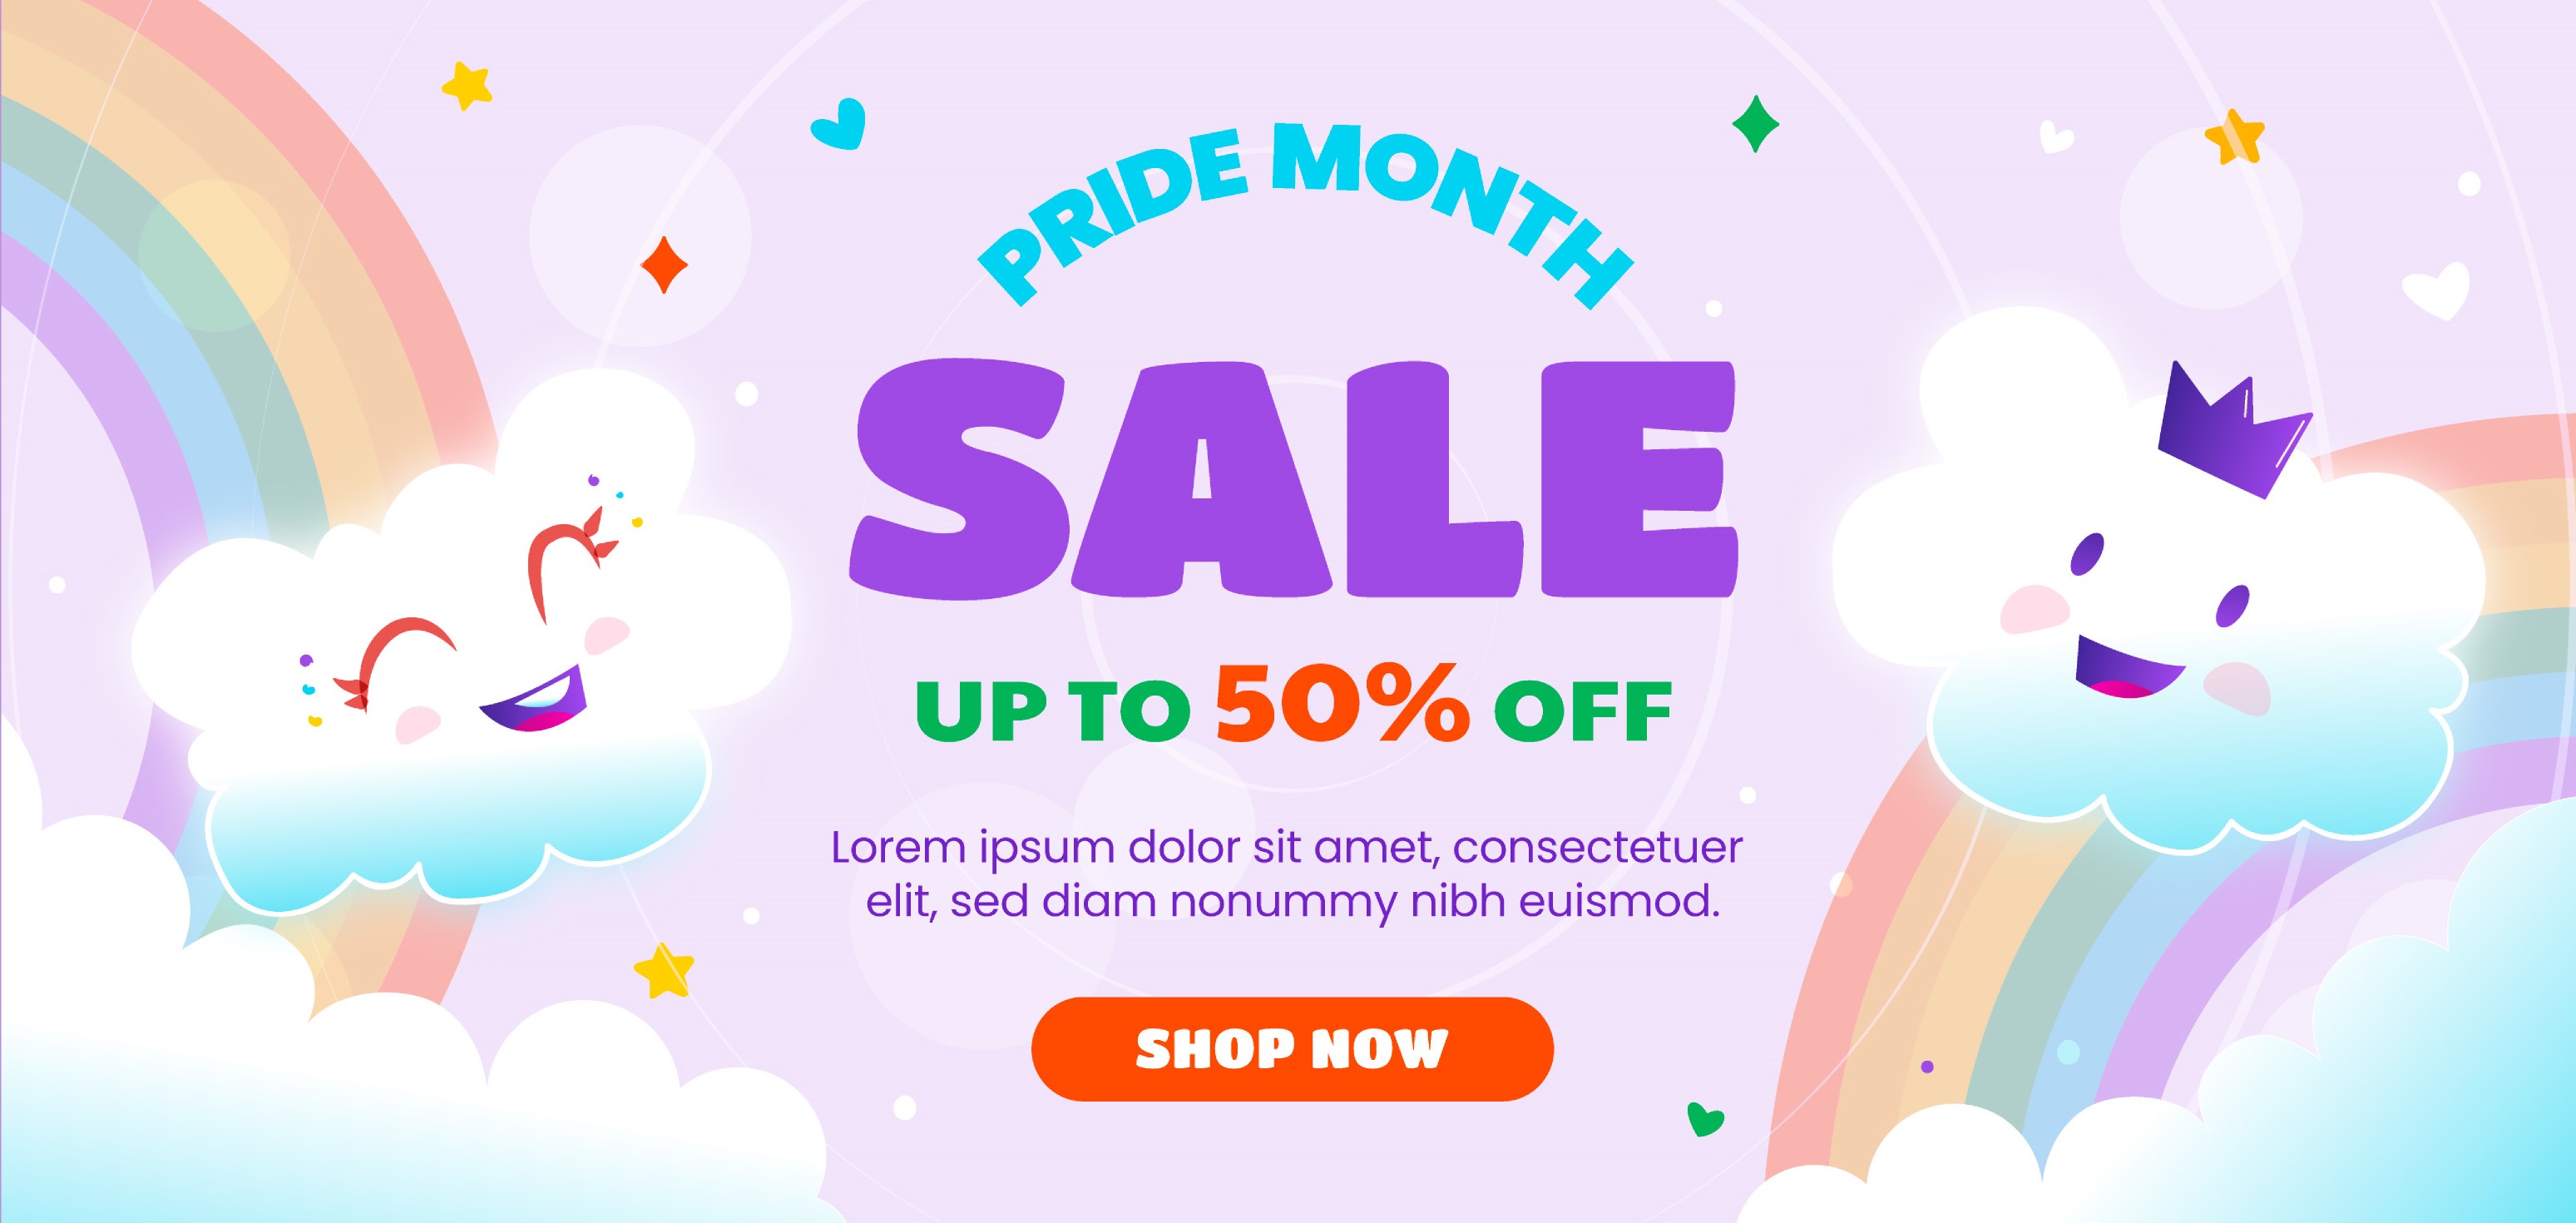 PRIDE MONTH
SALE
UP TO 50% OFF
Lorem ipsum dolor sit amet, consectetuer
elit, sed diam nonummy nibh euismod.
SHOP NOW